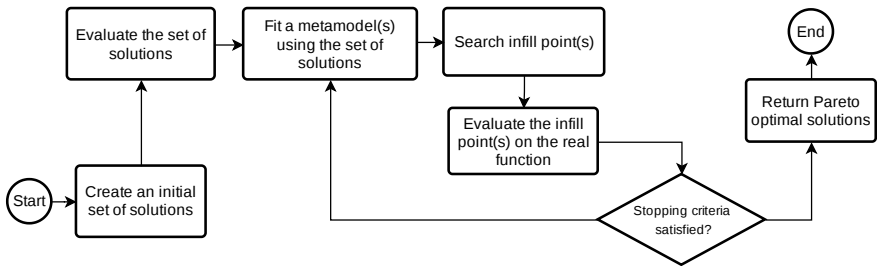 Start
Create an initial
set of solutions
Evaluate the set of
solutions
Fit a metamodel(s)
using the set of
solutions
Search infill point(s)
Evaluate the infill
point(s) on the real
function
Stopping criteria
satisfied?
Return Pareto
optimal solutions
End